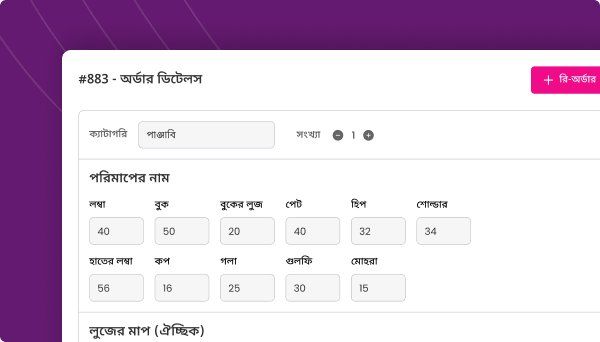 #883 - অর্ডার ডিটেলস
+ রি-অর্ডার
ক্যাটাগরি পাঞ্জাবি সংখ্যা - 1 +
পরিমাপের নাম
লম্বা বুক বুকের লুজ পেট হিপ শোল্ডার
40 50 20 40 32 34
হাতের লম্বা কপ গলা গুলফি মোহরা
56 16 25 30 15
লুজের মাপ (ঐচ্ছিক)